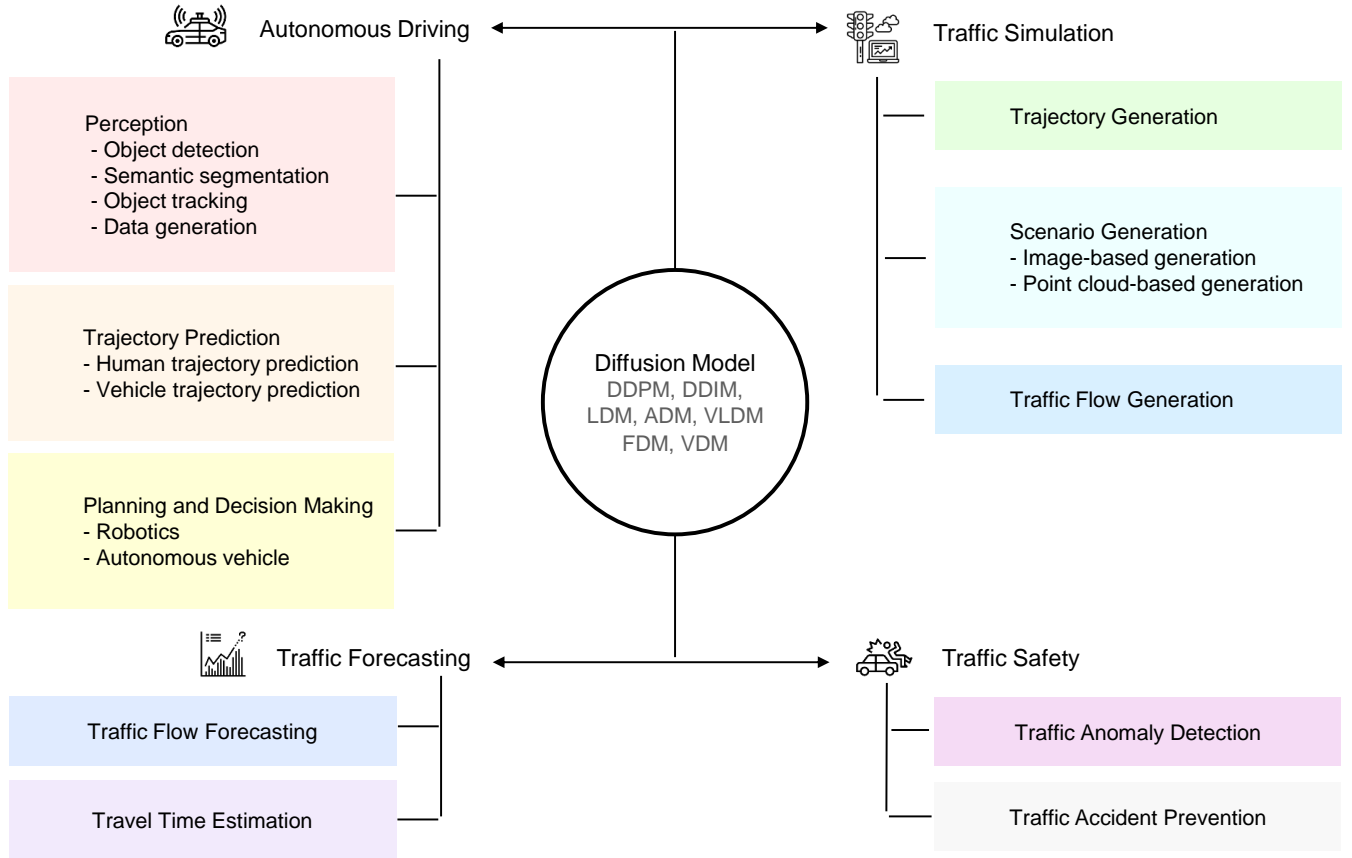 Autonomous Driving
Perception
- Object detection
- Semantic segmentation
- Object tracking
- Data generation
Trajectory Prediction
- Human trajectory prediction
- Vehicle trajectory prediction
Planning and Decision Making
- Robotics
- Autonomous vehicle
Traffic Simulation
Trajectory Generation
Scenario Generation
- Image-based generation
- Point cloud-based generation
Traffic Flow Generation
Diffusion Model
DDPM, DDIM,
LDM, ADM, VLDM
FDM, VDM
Traffic Forecasting
Traffic Flow Forecasting
Travel Time Estimation
Traffic Safety
Traffic Anomaly Detection
Traffic Accident Prevention